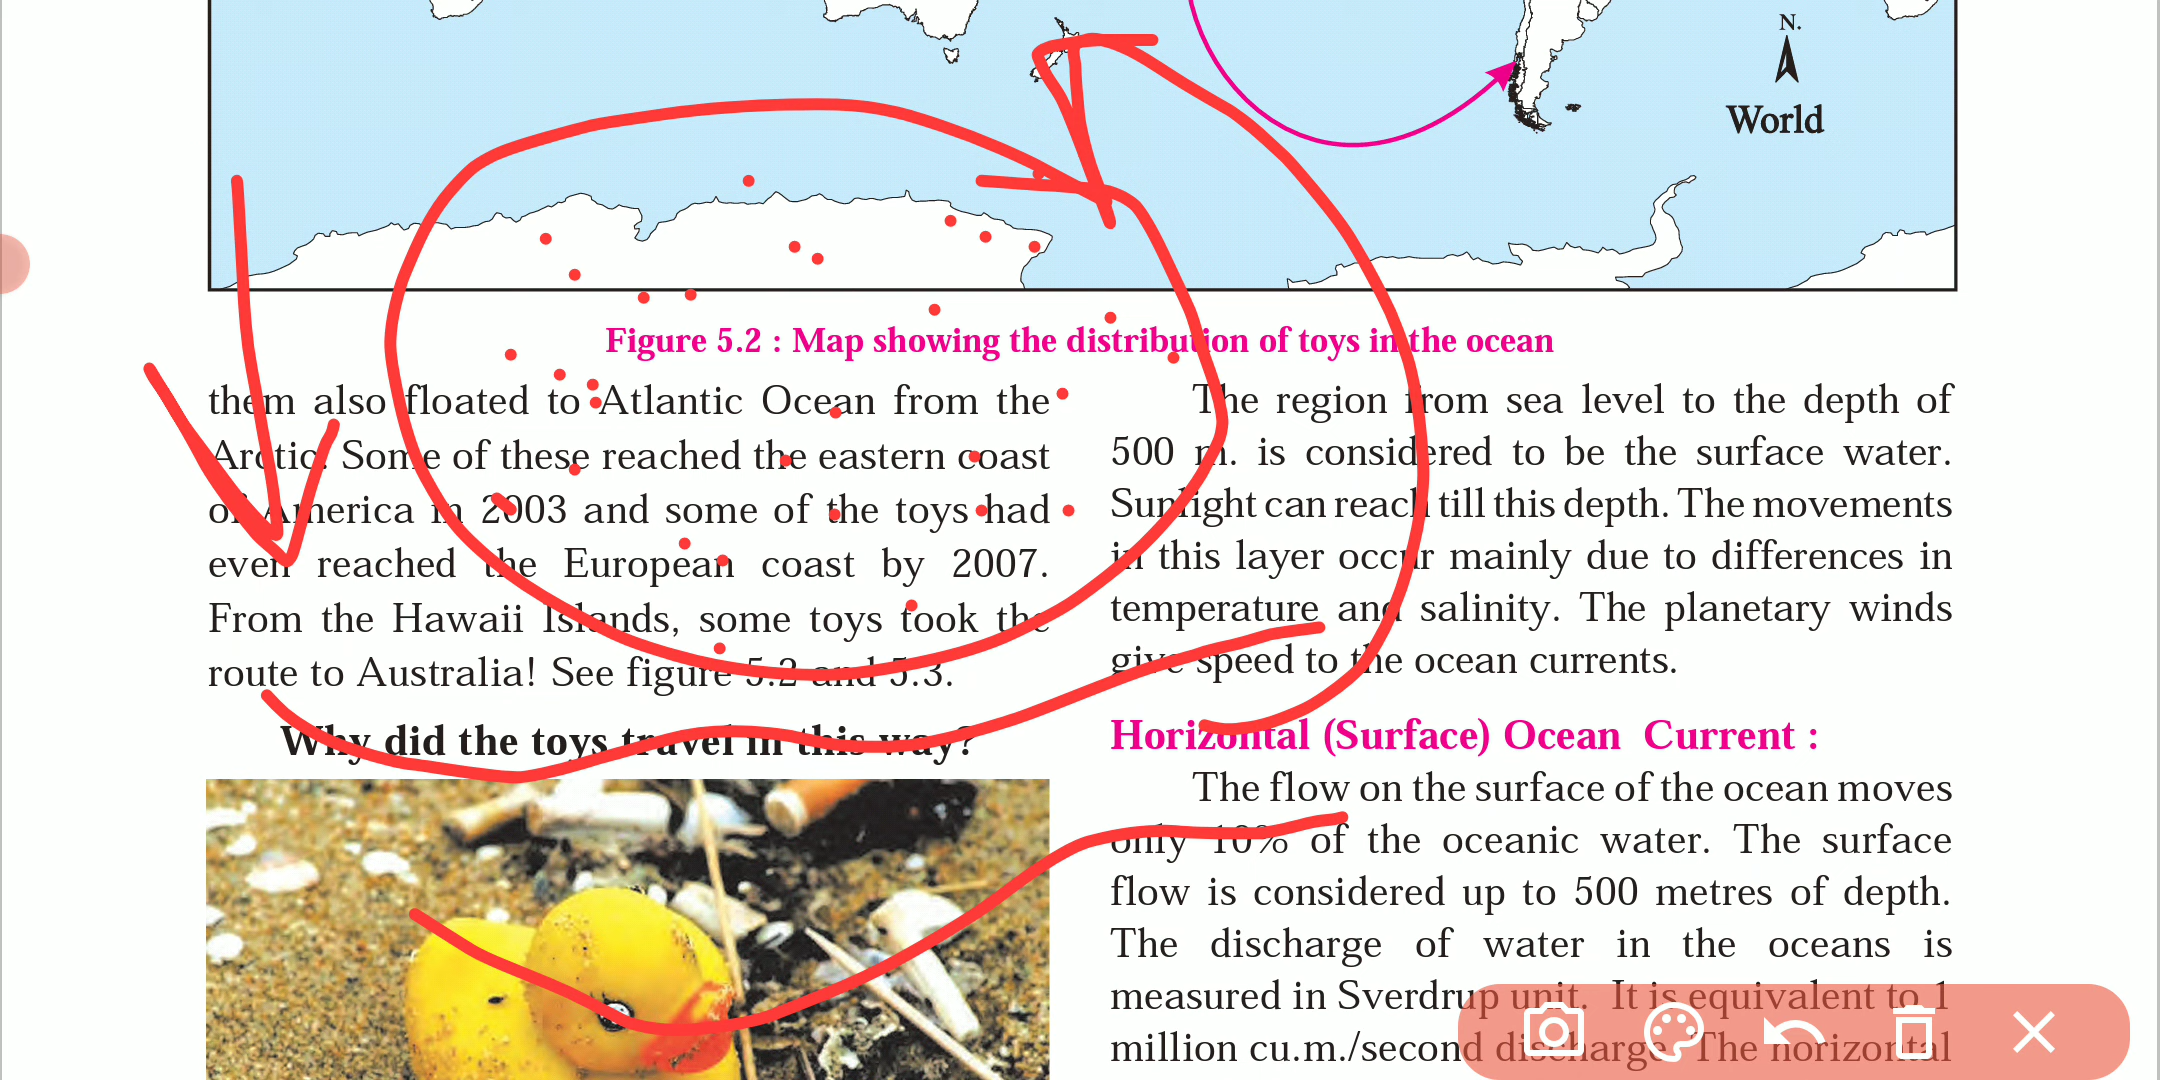 N.
World
Figure 5.2 : Map showing the distribution of toys in the ocean
them also floated to Atlantic Ocean from the
Arctic. Some of these reached the eastern coast
of America in 2003 and some of the toys had
even reached the European coast by 2007.
From the Hawaii Islands, some toys took the
route to Australia! See figure 5.2 and 5.3.
Why did the toys travel in this way?
The region from sea level to the depth of
500 m. is considered to be the surface water.
Sunlight can reach till this depth. The movements
in this layer occur mainly due to differences in
temperature and salinity. The planetary winds
give speed to the ocean currents.
Horizontal (Surface) Ocean Current :
The flow on the surface of the ocean moves
only 10% of the oceanic water. The surface
flow is considered up to 500 metres of depth.
The discharge of water in the oceans is
measured in Sverdrup unit. It is equivalent to 1
million cu.m./second discharge. The horizontal